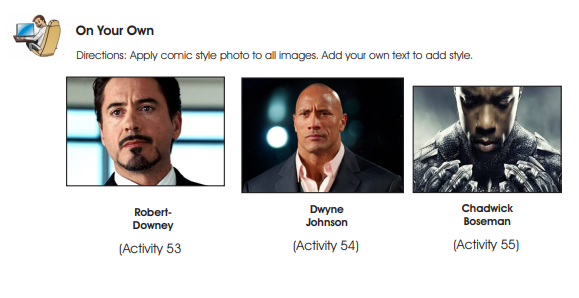 On Your Own
Directions: Apply comic style photo to all images. Add your own text to add style.
Robert-
Downey
(Activity 53
Dwyne
Johnson
(Activity 54)
Chadwick
Boseman
(Activity 55)